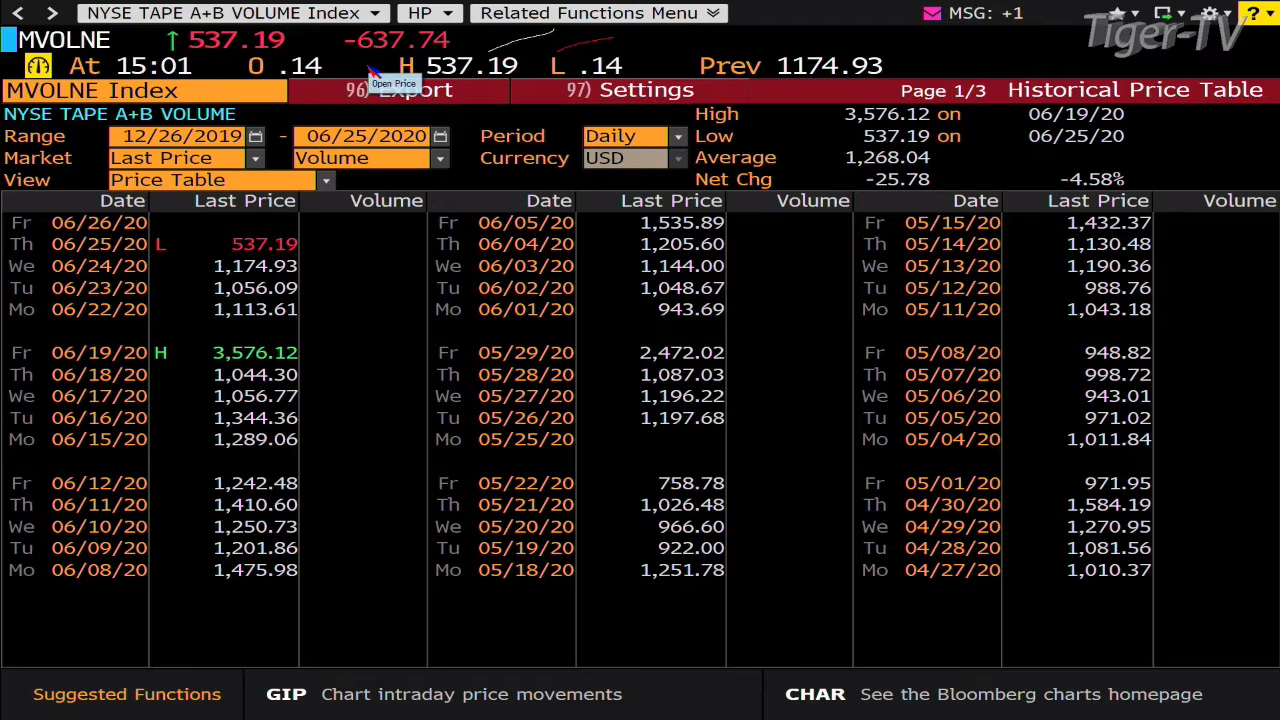 < > NYSE TAPE A+B VOLUME Index HP Related Functions Menu MSG: +1 ?
Tiger-TV
MVOLNE ↑ 537.19 -637.74
At 15:01 O .14 H 537.19 L .14 Prev 1174.93
Open Price
MVOLNE Index 96) Export 97) Settings Page 1/3 Historical Price Table
NYSE TAPE A+B VOLUME High 3,576.12 on 06/19/20
Range 12/26/2019 - 06/25/2020 Period Daily Low 537.19 on 06/25/20
Market Last Price Volume Currency USD Average 1,268.04
View Price Table Net Chg -25.78 -4.58%
Date Last Price Volume Date Last Price Volume Date Last Price Volume
Fr 06/26/20 Fr 06/05/20 1,535.89 Fr 05/15/20 1,432.37
Th 06/25/20 L 537.19 Th 06/04/20 1,205.60 Th 05/14/20 1,130.48
We 06/24/20 1,174.93 We 06/03/20 1,144.00 We 05/13/20 1,190.36
Tu 06/23/20 1,056.09 Tu 06/02/20 1,048.67 Tu 05/12/20 988.76
Mo 06/22/20 1,113.61 Mo 06/01/20 943.69 Mo 05/11/20 1,043.18
Fr 06/19/20 H 3,576.12 Fr 05/29/20 2,472.02 Fr 05/08/20 948.82
Th 06/18/20 1,044.30 Th 05/28/20 1,087.03 Th 05/07/20 998.72
We 06/17/20 1,056.77 We 05/27/20 1,196.22 We 05/06/20 943.01
Tu 06/16/20 1,344.36 Tu 05/26/20 1,197.68 Tu 05/05/20 971.02
Mo 06/15/20 1,289.06 Mo 05/25/20 Mo 05/04/20 1,011.84
Fr 06/12/20 1,242.48 Fr 05/22/20 758.78 Fr 05/01/20 971.95
Th 06/11/20 1,410.60 Th 05/21/20 1,026.48 Th 04/30/20 1,584.19
We 06/10/20 1,250.73 We 05/20/20 966.60 We 04/29/20 1,270.95
Tu 06/09/20 1,201.86 Tu 05/19/20 922.00 Tu 04/28/20 1,081.56
Mo 06/08/20 1,475.98 Mo 05/18/20 1,251.78 Mo 04/27/20 1,010.37
Suggested Functions GIP Chart intraday price movements CHAR See the Bloomberg charts homepage